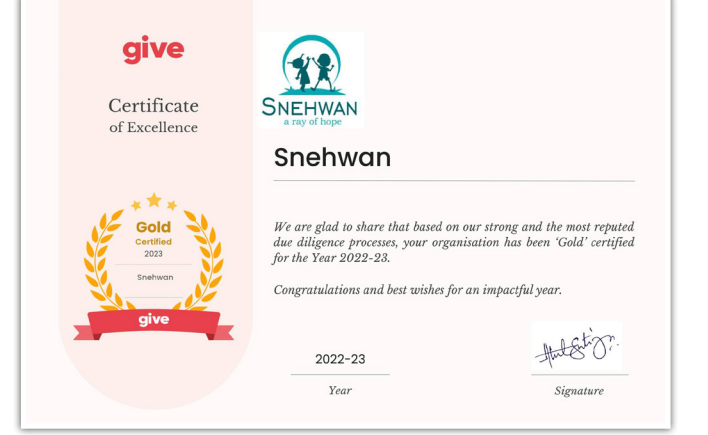 give
Certificate
of Excellence
Gold
Certified
2023
Snehwan
give
SNEHWAN
a ray of hope
Snehwan
We are glad to share that based on our strong and the most reputed
due diligence processes, your organisation has been ‘Gold’ certified
for the Year 2022-23.
Congratulations and best wishes for an impactful year.
2022-23
Year
Signature